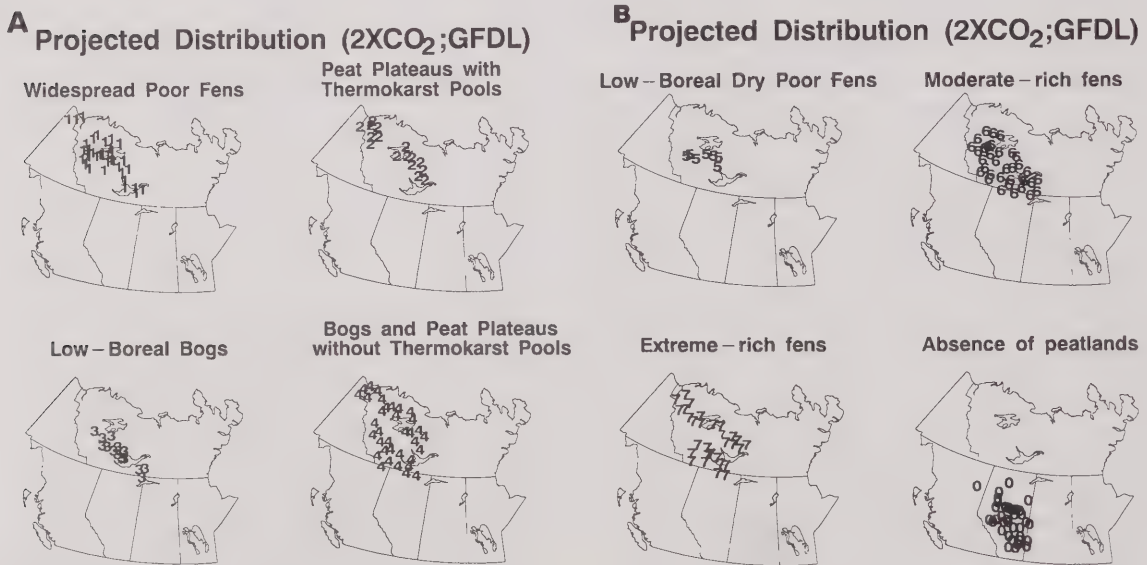 A
Projected Distribution (2XCO2;GFDL)
Widespread Poor Fens
Peat Plateaus with
Thermokarst Pools
Low-Boreal Bogs
Bogs and Peat Plateaus
without Thermokarst Pools
B
Projected Distribution (2XCO2;GFDL)
Low-Boreal Dry Poor Fens
Moderate-rich fens
Extreme-rich fens
Absence of peatlands